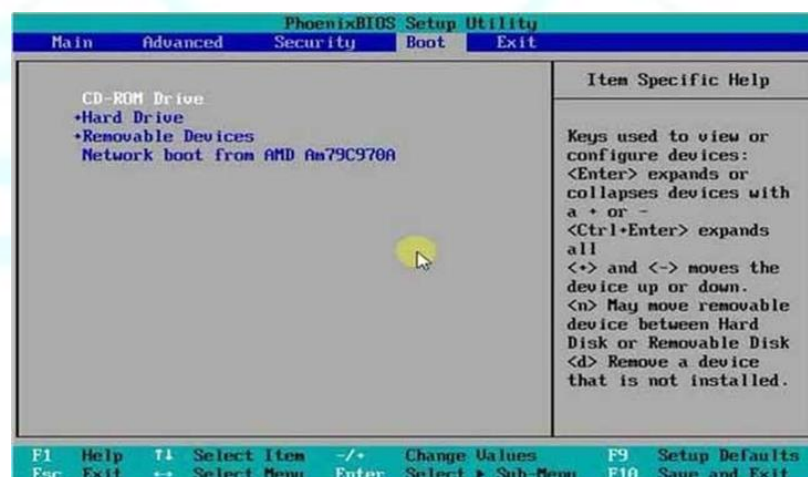 PhoenixBIOS Setup Utility
Main Advanced Security Boot Exit
CD-ROM Drive
+Hard Drive
+Removable Devices
Network boot from AMD Am79C970A
Item Specific Help
Keys used to view or
configure devices:
<Enter> expands or
collapses devices with
a + or -
<Ctrl+Enter> expands
all
<+> and <-> moves the
device up or down.
<n> May move removable
device between Hard
Disk or Removable Disk
<d> Remove a device
that is not installed.
F1 Help ↑↓ Select Item -/+ Change Values F9 Setup Defaults
Esc Exit ↔ Select Menu Enter Select ▶ Sub-Menu F10 Save and Exit